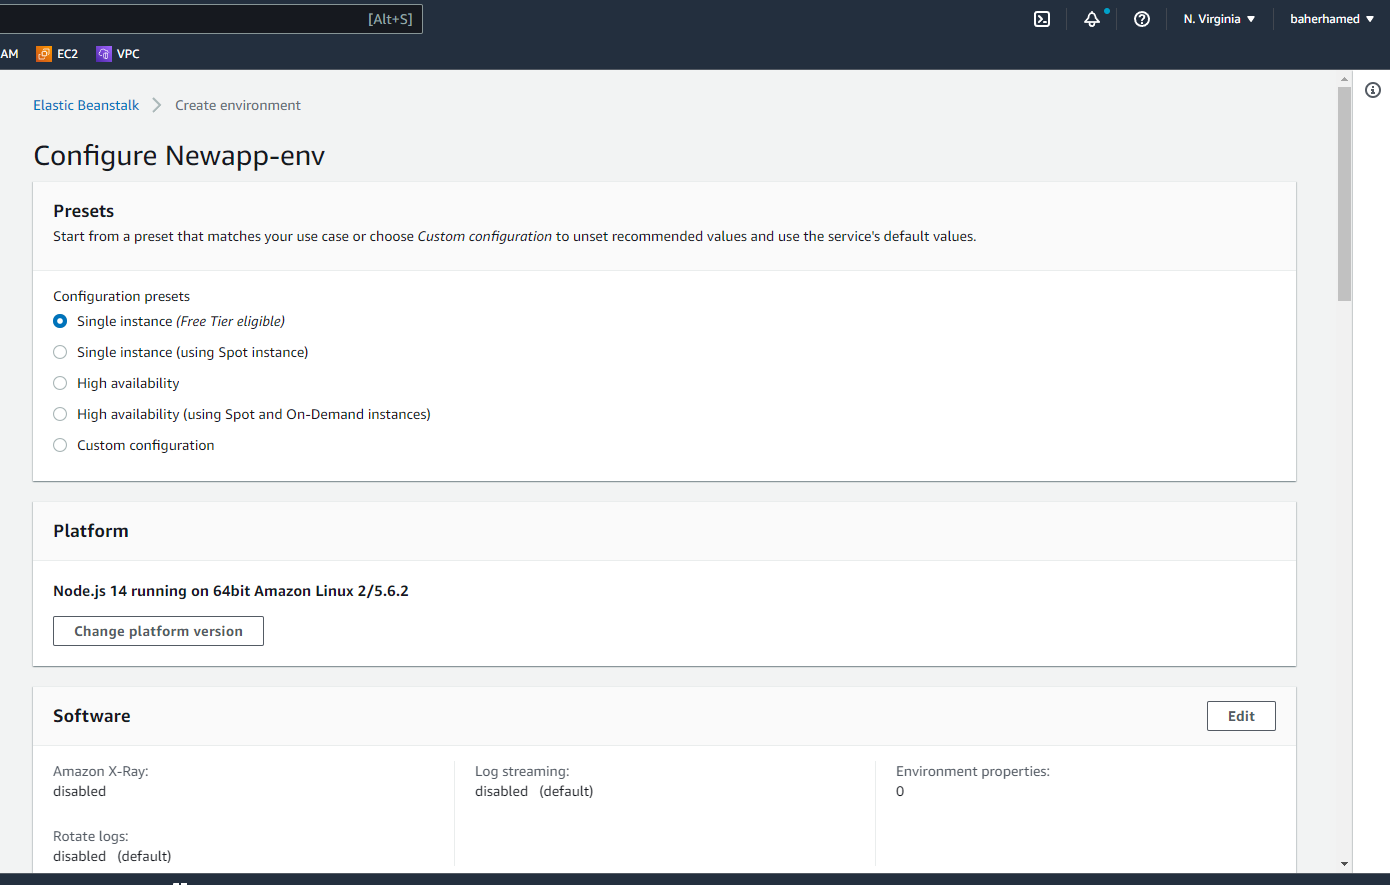 [Alt+S]
N. Virginia
baherhamed
AM
EC2
VPC
Elastic Beanstalk
Create environment
Configure Newapp-env
Presets
Start from a preset that matches your use case or choose Custom configuration to unset recommended values and use the service's default values.
Configuration presets
Single instance (Free Tier eligible)
Single instance (using Spot instance)
High availability
High availability (using Spot and On-Demand instances)
Custom configuration
Platform
Node.js 14 running on 64bit Amazon Linux 2/5.6.2
Change platform version
Software
Edit
Amazon X-Ray:
disabled
Log streaming:
disabled (default)
Environment properties:
0
Rotate logs:
disabled (default)